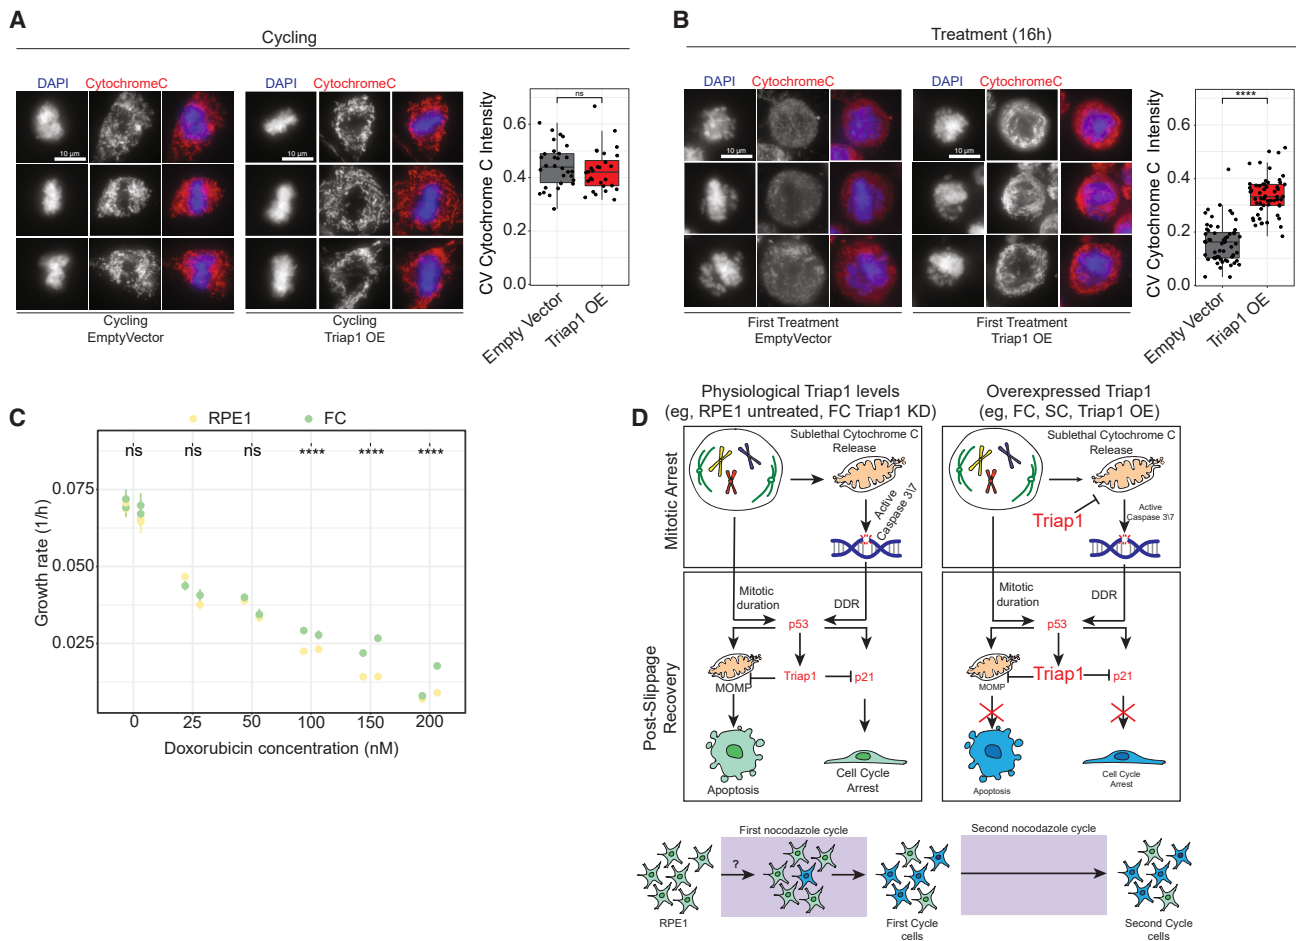 A
Cycling
DAPI
CytochromeC
DAPI
CytochromeC
10 µm
10 µm
Cycling
EmptyVector
Cycling
Triap1 OE
CV Cytochrome C Intensity
ns
0.6
0.4
0.2
0.0
Empty Vector
Triap1 OE
B
Treatment (16h)
DAPI
CytochromeC
DAPI
CytochromeC
10 µm
10 µm
First Treatment
EmptyVector
First Treatment
Triap1 OE
CV Cytochrome C Intensity
****
0.6
0.4
0.2
0.0
Empty Vector
Triap1 OE
C
RPE1
FC
ns
ns
ns
****
****
****
Growth rate (1/h)
0.075
0.050
0.025
0
25
50
100
150
200
Doxorubicin concentration (nM)
D
Physiological Triap1 levels
(eg, RPE1 untreated, FC Triap1 KD)
Overexpressed Triap1
(eg, FC, SC, Triap1 OE)
Mitotic Arrest
Sublethal Cytochrome C
Release
Active
Caspase 3\7
Sublethal Cytochrome C
Release
Triap1
Active
Caspase 3\7
Post-Slippage
Recovery
Mitotic
duration
DDR
p53
MOMP
Triap1
p21
Apoptosis
Cell Cycle
Arrest
Mitotic
duration
DDR
p53
MOMP
Triap1
p21
Apoptosis
Cell Cycle
Arrest
First nocodazole cycle
Second nocodazole cycle
?
RPE1
First Cycle
cells
Second Cycle
cells